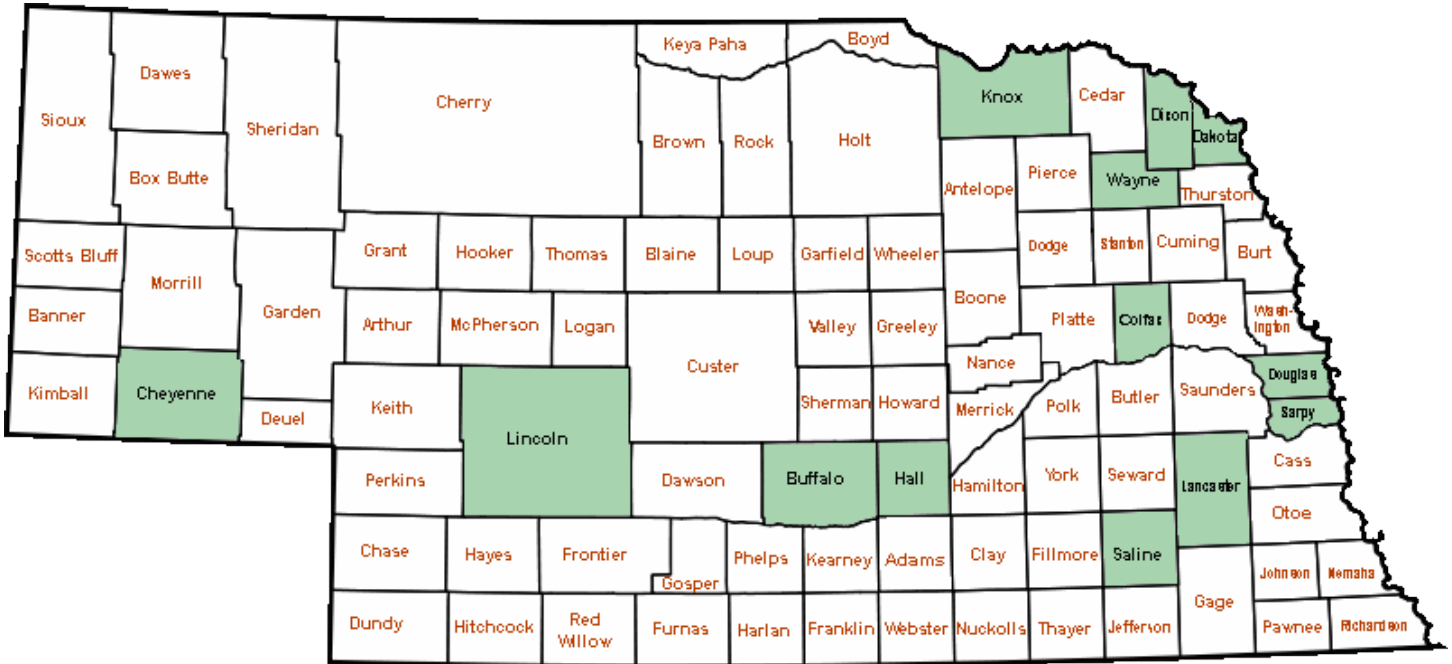 Keya Paha
Boyd
Dawes
Cherry
Knox
Cedar
Dixon
Dakota
Sioux
Sheridan
Brown
Rock
Holt
Box Butte
Antelope
Pierce
Wayne
Thurston
Scotts Bluff
Morrill
Grant
Hooker
Thomas
Blaine
Loup
Garfield
Wheeler
Dodge
Stanton
Cuming
Burt
Banner
Garden
Arthur
McPherson
Logan
Valley
Greeley
Boone
Platte
Colfax
Dodge
Wash-
ington
Kimball
Cheyenne
Deuel
Keith
Lincoln
Custer
Sherman
Howard
Nance
Merrick
Polk
Butler
Saunders
Douglas
Sarpy
Perkins
Dawson
Buffalo
Hall
Hamilton
York
Seward
Lancaster
Cass
Otoe
Chase
Hayes
Frontier
Gosper
Phelps
Kearney
Adams
Clay
Fillmore
Saline
Gage
Johnson
Nemaha
Dundy
Hitchcock
Red
Willow
Furnas
Harlan
Franklin
Webster
Nuckolls
Thayer
Jefferson
Pawnee
Richardson